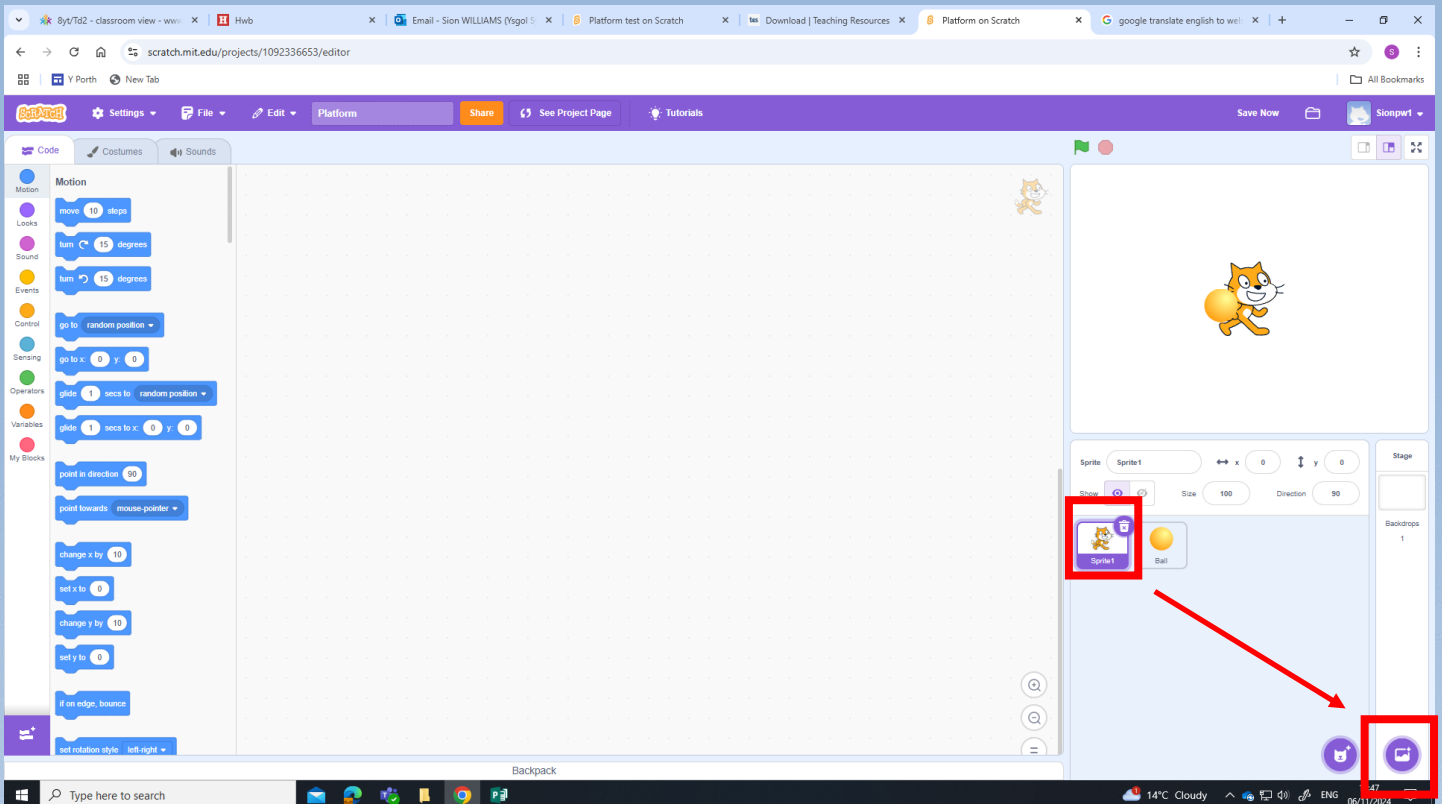 8yt/Td2 - classroom view - www
Hwb
Email - Sion WILLIAMS (Ysgol S
Platform test on Scratch
tes
Download | Teaching Resources
Platform on Scratch
google translate english to wel
scratch.mit.edu/projects/1092336653/editor
S
Y Porth
New Tab
All Bookmarks
SCRATCH
Settings
File
Edit
Platform
Share
See Project Page
Tutorials
Save Now
Sionpw1
Code
Costumes
Sounds
Motion
Looks
Sound
Events
Control
Sensing
Operators
Variables
My Blocks
Motion
move 10 steps
turn 15 degrees
turn 15 degrees
go to random position
go to x: 0 y: 0
glide 1 secs to random position
glide 1 secs to x: 0 y: 0
point in direction 90
point towards mouse-pointer
change x by 10
set x to 0
change y by 10
set y to 0
if on edge, bounce
set rotation style left-right
Sprite Sprite1 x 0 y 0
Show Size 100 Direction 90
Sprite1
Ball
Stage
Backdrops
1
Backpack
Type here to search
14°C Cloudy
ENG
06/11/2024